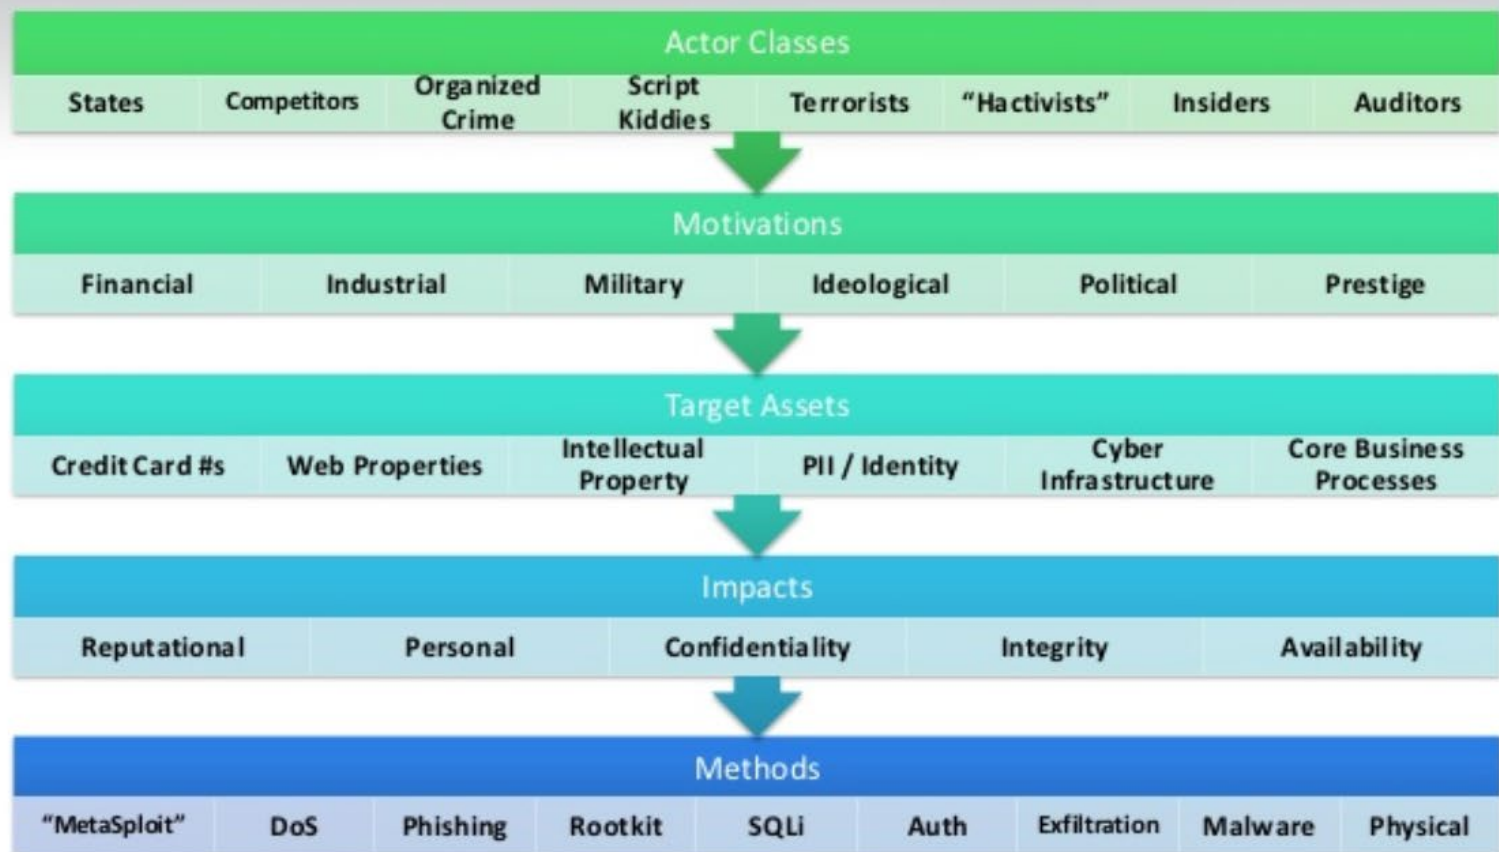 Actor Classes
States Competitors Organized Crime Script Kiddies Terrorists “Hactivists” Insiders Auditors
Motivations
Financial Industrial Military Ideological Political Prestige
Target Assets
Credit Card #s Web Properties Intellectual Property PII / Identity Cyber Infrastructure Core Business Processes
Impacts
Reputational Personal Confidentiality Integrity Availability
Methods
“MetaSploit” DoS Phishing Rootkit SQLi Auth Exfiltration Malware Physical